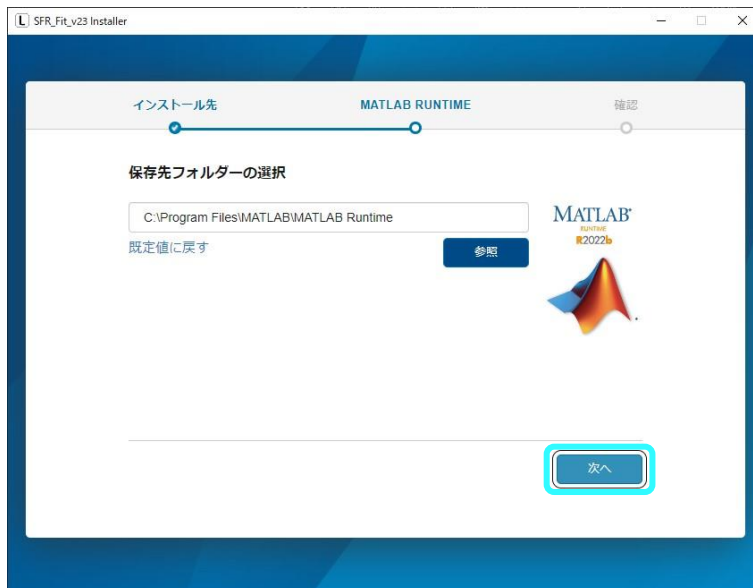 SFR_Fit_v23 Installer
インストール先
MATLAB RUNTIME
確認
保存先フォルダーの選択
C:\Program Files\MATLAB\MATLAB Runtime
既定値に戻す
参照
MATLAB®
RUNTIME
R2022b
次へ